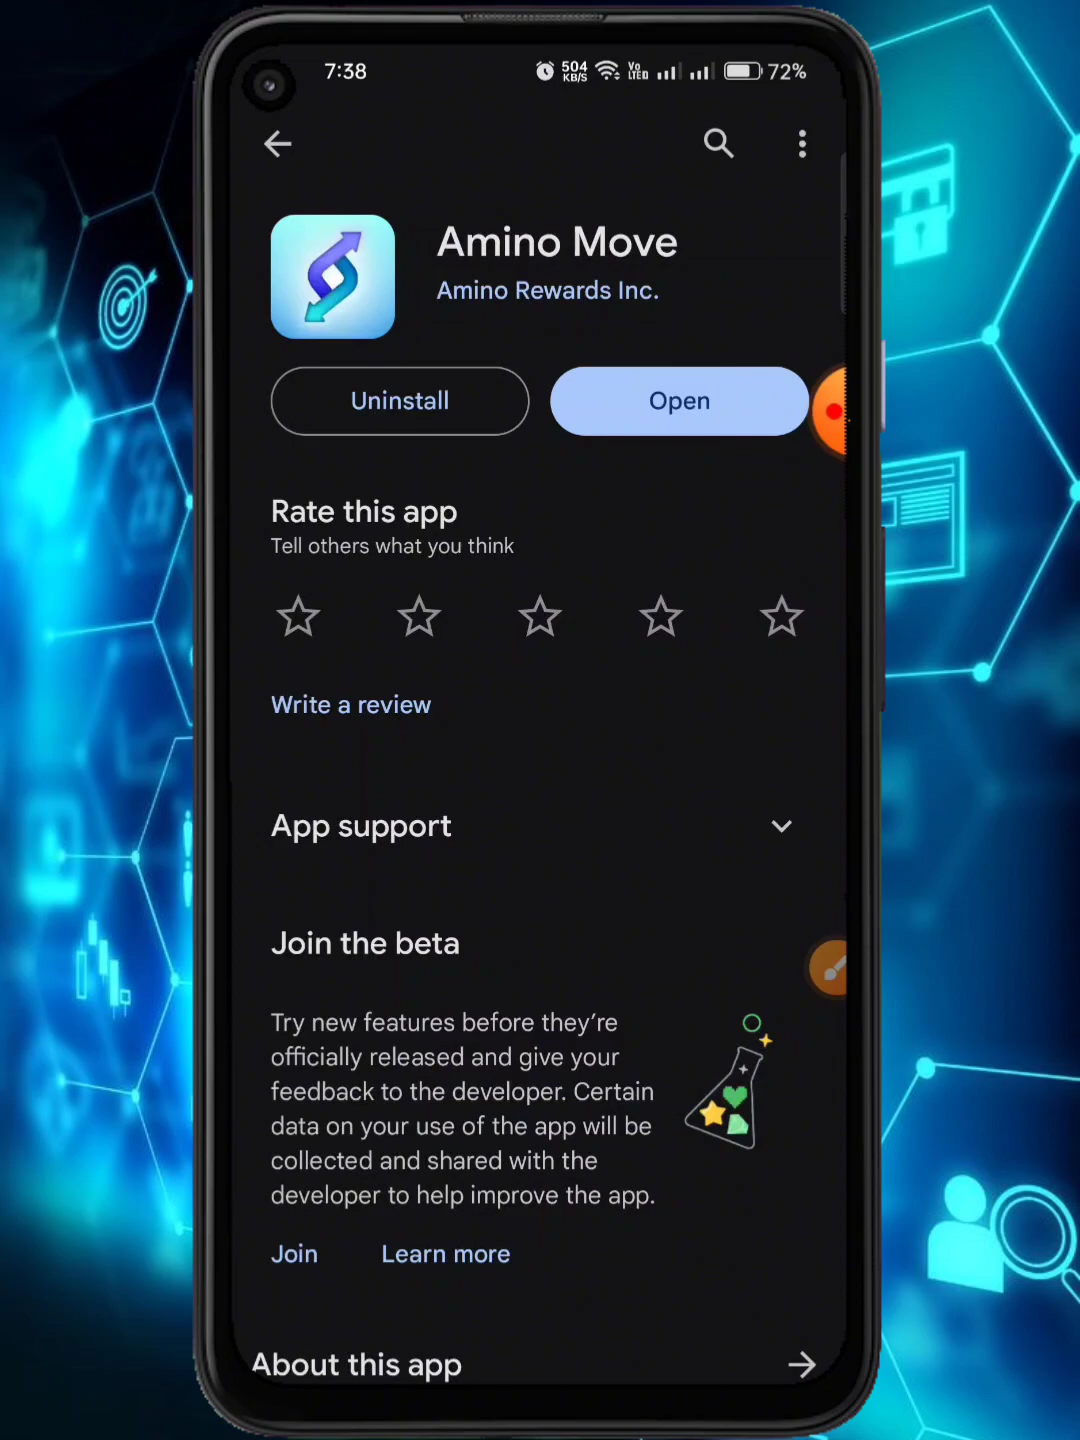 7:38
504
KB/S
Vo
LTE
72%
Amino Move
Amino Rewards Inc.
Uninstall
Open
Rate this app
Tell others what you think
Write a review
App support
Join the beta
Try new features before they’re
officially released and give your
feedback to the developer. Certain
data on your use of the app will be
collected and shared with the
developer to help improve the app.
Join
Learn more
About this app